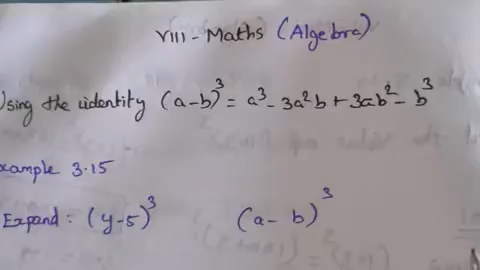 VIII - Maths (Algebra)
Using the identity (a-b)³ = a³ - 3a²b + 3ab² - b³
Example 3.15
Expand: (y-5)³ (a - b)³